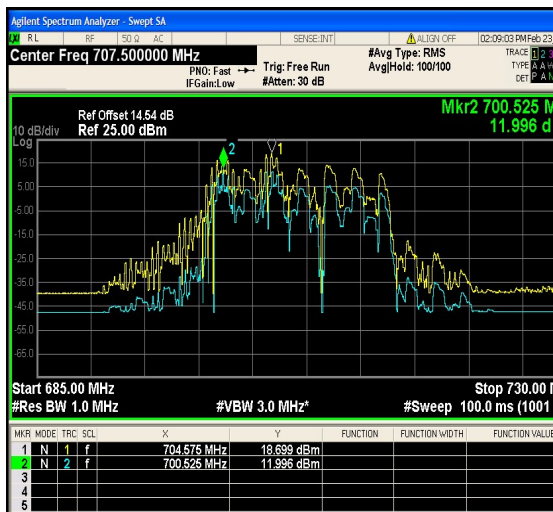 Agilent Spectrum Analyzer - Swept SA
RL RF 50 Ω AC SENSE:INT ALIGN OFF 02:09:03 PM Feb 23
Center Freq 707.500000 MHz
#Avg Type: RMS
TRACE 1 2 3
PNO: Fast Trig: Free Run Avg|Hold: 100/100
TYPE A A
IFGain:Low #Atten: 30 dB
DET P A N
Mkr2 700.525 M
Ref Offset 14.54 dB
11.996 d
10 dB/div Ref 25.00 dBm
Log
2 1
15.0
5.00
-5.00
-15.0
-25.0
-35.0
-45.0
-65.0
Start 685.00 MHz Stop 730.00
#Res BW 1.0 MHz #VBW 3.0 MHz* #Sweep 100.0 ms (1001
MKR MODE TRC SCL X Y FUNCTION FUNCTION WIDTH FUNCTION VALUE
1 N 1 f 704.575 MHz 18.699 dBm
2 N 2 f 700.525 MHz 11.996 dBm
3
4
5